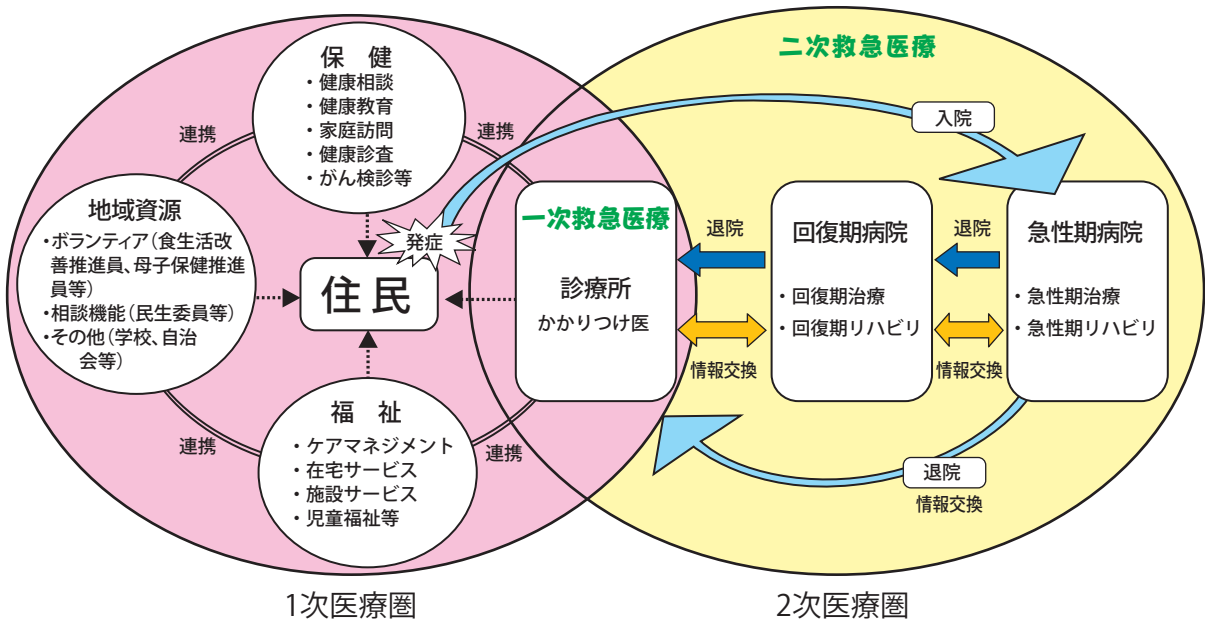 二次救急医療
保　健
・健康相談
・健康教育
・家庭訪問
・健康診査
・がん検診等
連携
連携
入院
地域資源
・ボランティア（食生活改
善推進員、母子保健推進
員等）
・相談機能（民生委員等）
・その他（学校、自治
会等）
発症
住 民
一次救急医療
診療所
かかりつけ医
退院
情報交換
回復期病院
・回復期治療
・回復期リハビリ
退院
情報交換
急性期病院
・急性期治療
・急性期リハビリ
福　祉
・ケアマネジメント
・在宅サービス
・施設サービス
・児童福祉等
連携
連携
退院
情報交換
1次医療圏
2次医療圏